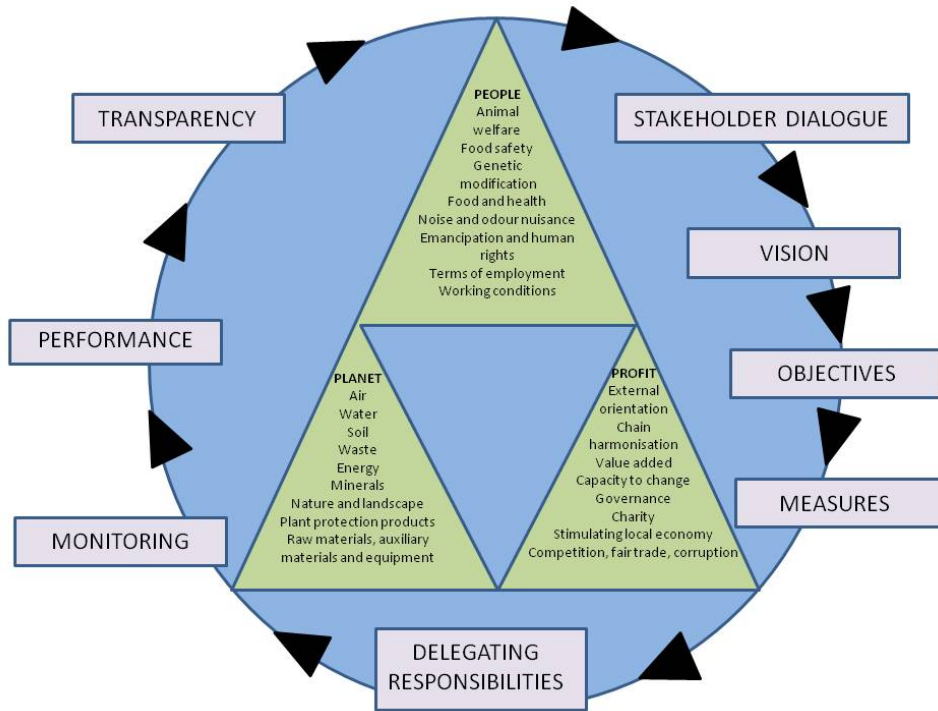 TRANSPARENCY
STAKEHOLDER DIALOGUE
VISION
OBJECTIVES
MEASURES
DELEGATING
RESPONSIBILITIES
MONITORING
PERFORMANCE
PEOPLE
Animal
welfare
Food safety
Genetic
modification
Food and health
Noise and odour nuisance
Emancipation and human
rights
Terms of employment
Working conditions
PLANET
Air
Water
Soil
Waste
Energy
Minerals
Nature and landscape
Plant protection products
Raw materials, auxiliary
materials and equipment
PROFIT
External
orientation
Chain
harmonisation
Value added
Capacity to change
Governance
Charity
Stimulating local economy
Competition, fair trade, corruption